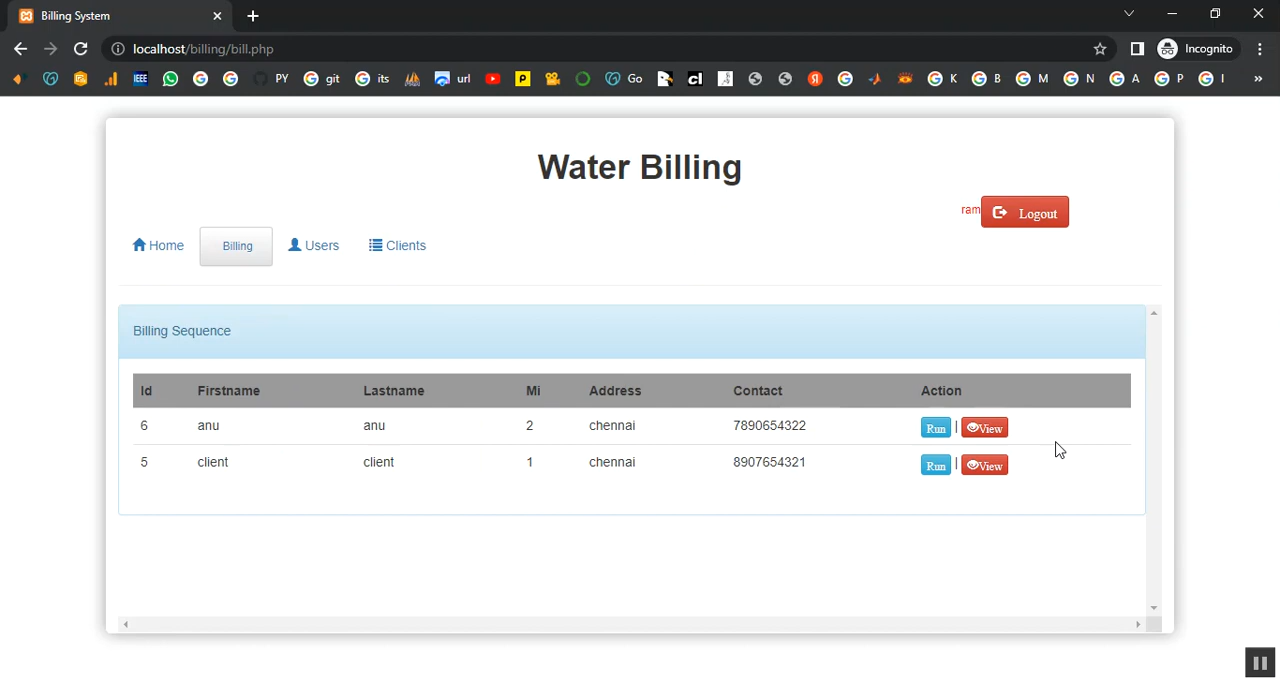 Billing System
localhost/billing/bill.php
Incognito
IEEE PY git its url P Go cl Я K B M N A P I »
Water Billing
ram Logout
Home Billing Users Clients
Billing Sequence
Id Firstname Lastname Mi Address Contact Action
6 anu anu 2 chennai 7890654322 Run | View
5 client client 1 chennai 8907654321 Run | View